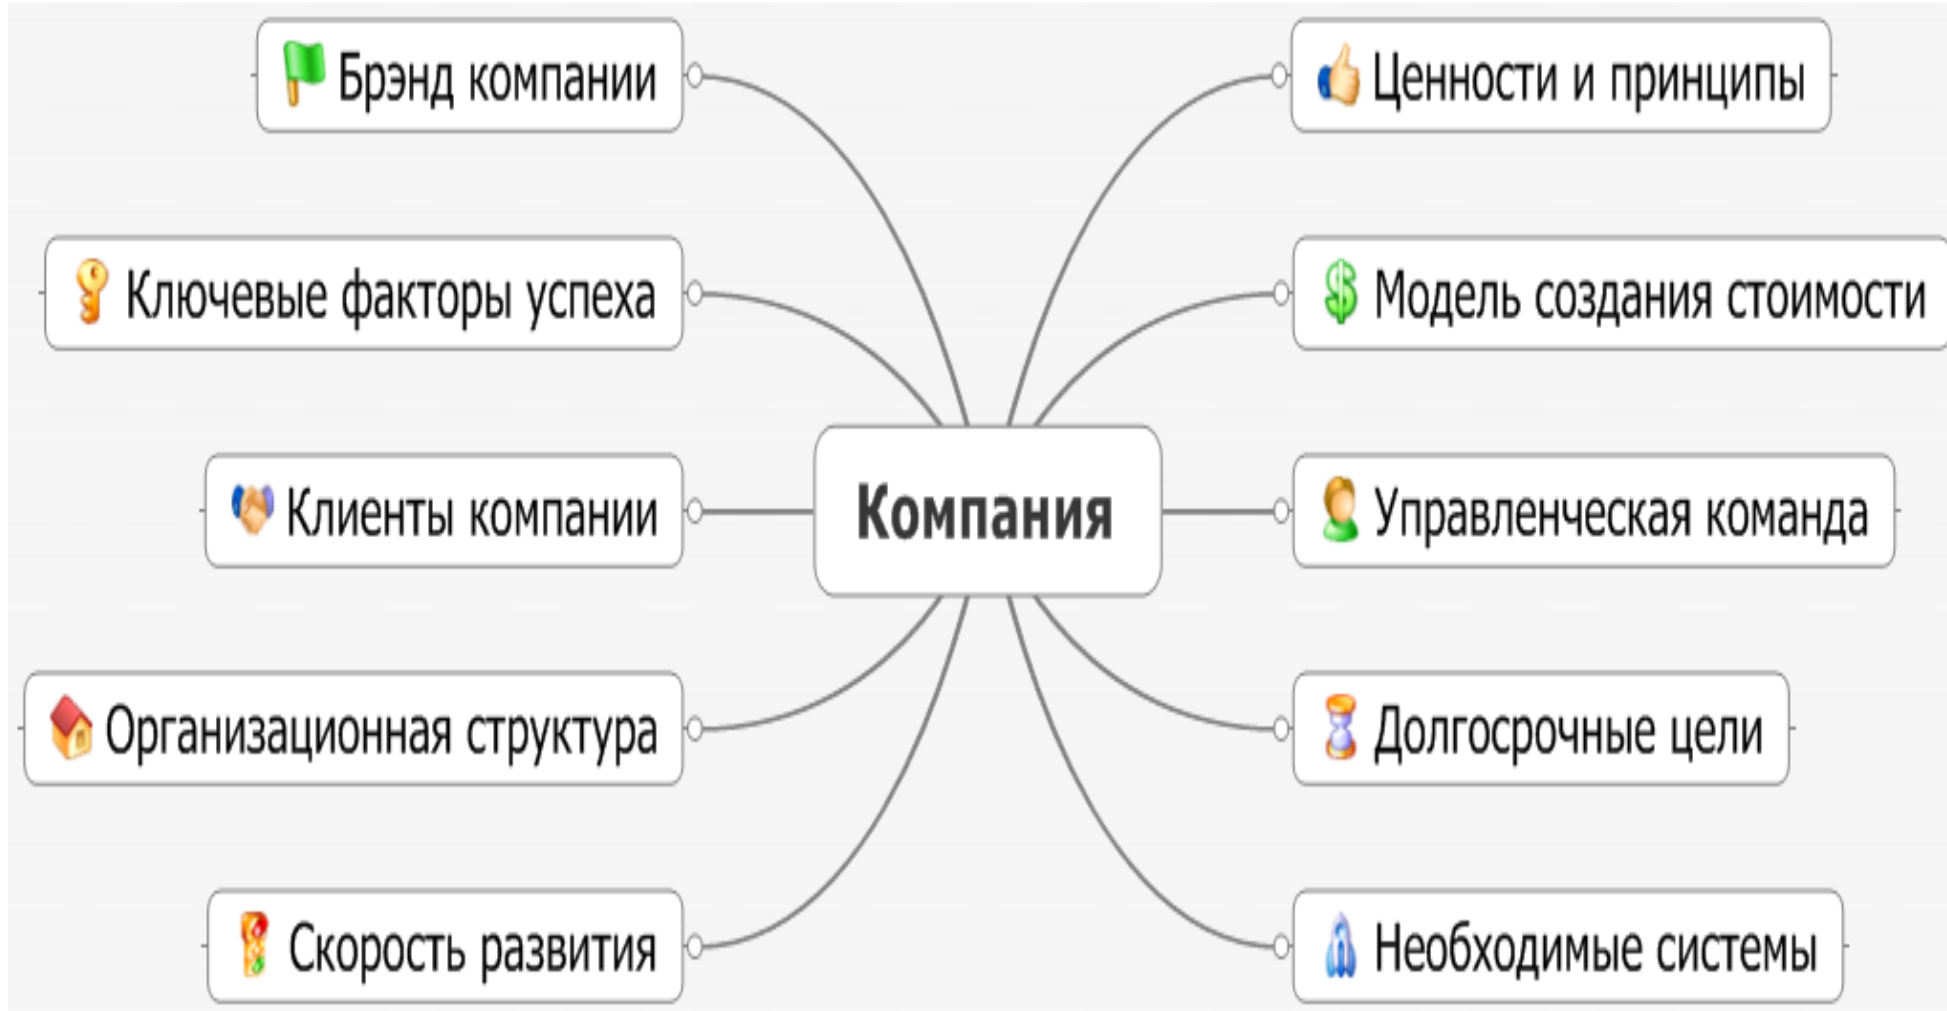 Брэнд компании
Ценности и принципы
Ключевые факторы успеха
Модель создания стоимости
Клиенты компании
Компания
Управленческая команда
Организационная структура
Долгосрочные цели
Скорость развития
Необходимые системы